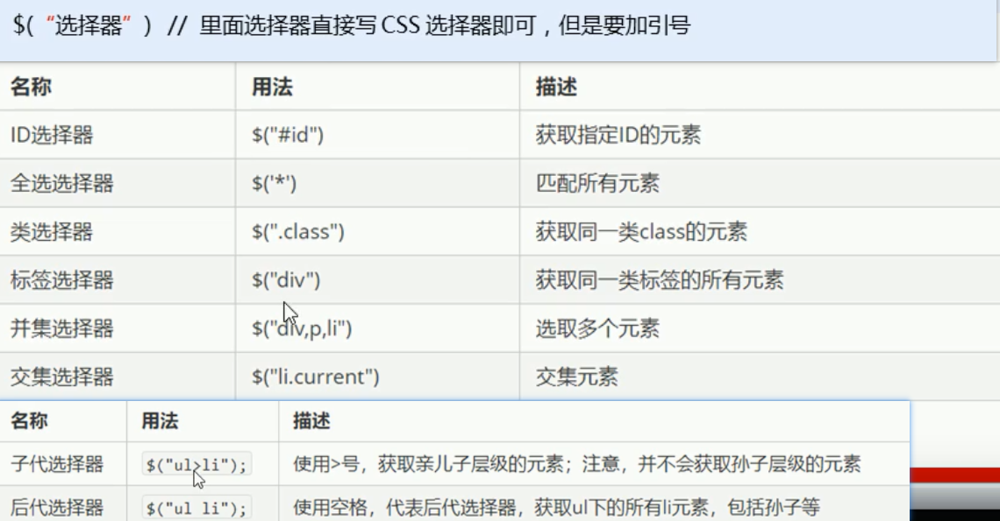 $(“选择器”) // 里面选择器直接写 CSS 选择器即可，但是要加引号
名称 用法 描述
ID选择器 $("#id") 获取指定ID的元素
全选选择器 $('*') 匹配所有元素
类选择器 $(".class") 获取同一类class的元素
标签选择器 $("div") 获取同一类标签的所有元素
并集选择器 $("div,p,li") 选取多个元素
交集选择器 $("li.current") 交集元素
名称 用法 描述
子代选择器 $("ul>li"); 使用>号，获取亲儿子层级的元素；注意，并不会获取孙子层级的元素
后代选择器 $("ul li"); 使用空格，代表后代选择器，获取ul下的所有li元素，包括孙子等